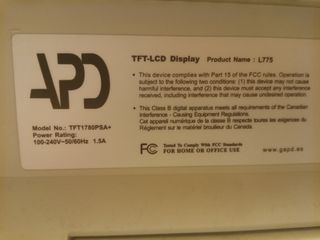 APD
TFT-LCD Display Product Name : L775
• This device complies with Part 15 of the FCC rules. Operation is
subject to the following two conditions: (1) this device may not cause
harmful interference, and (2) this device must accept any interference
received, including interference that may cause undesired operation.
• This Class B digital apparatus meets all requirements of the Canadian
interference - Causing Equipment Regulations.
Cet appareil numérique de la classe B respecte toutes les exigences du
Règlement sur le matériel brouilleur du Canada.
Model No.: TFT1780PSA+
Power Rating:
100-240V~50/60Hz 1.5A
FC Tested To Comply With FCC Standards
FOR HOME OR OFFICE USE
www.gapd.es